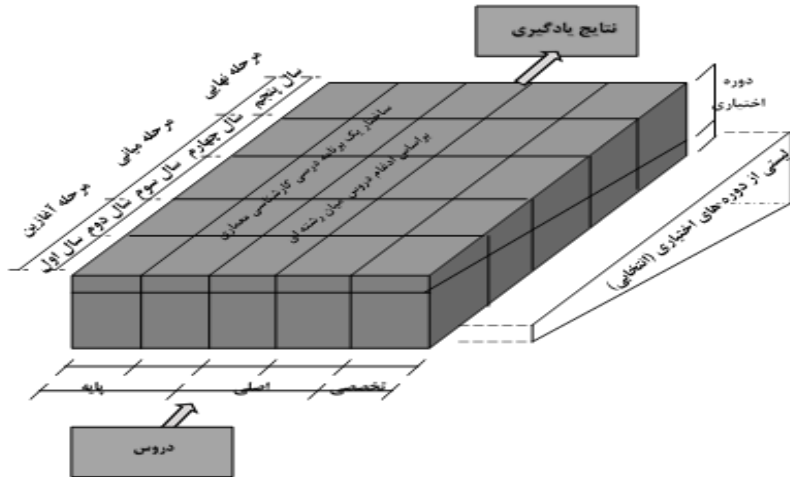 نتایج یادگیری
دوره
اختیاری
مرحله نهایی
مرحله میانی
مرحله آغازین
سال پنجم
سال چهارم
سال سوم
سال دوم
سال اول
ساختار یک برنامه درسی کارشناسی معماری
براساس ادغام دروس میان رشته ای
لیستی از دوره های اختیاری (انتخابی)
پایه
اصلی
تخصصی
دروس